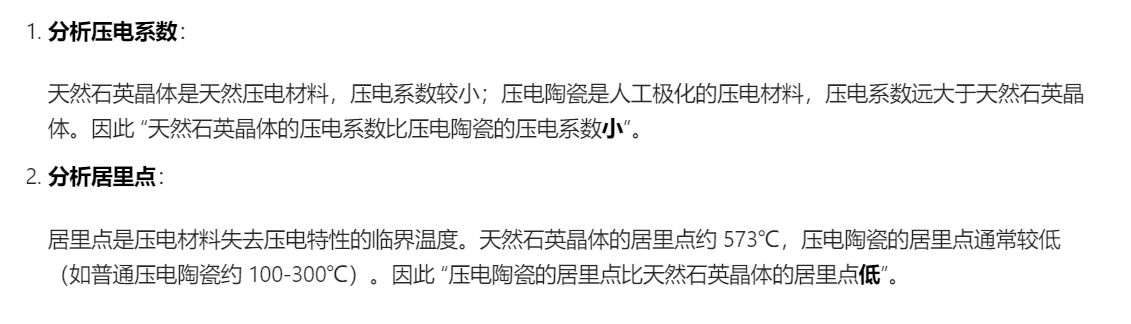 1. 分析压电系数：
天然石英晶体是天然压电材料，压电系数较小；压电陶瓷是人工极化的压电材料，压电系数远大于天然石英晶
体。因此 “天然石英晶体的压电系数比压电陶瓷的压电系数小”。
2. 分析居里点：
居里点是压电材料失去压电特性的临界温度。天然石英晶体的居里点约 573℃，压电陶瓷的居里点通常较低
（如普通压电陶瓷约 100-300℃）。因此 “压电陶瓷的居里点比天然石英晶体的居里点低”。